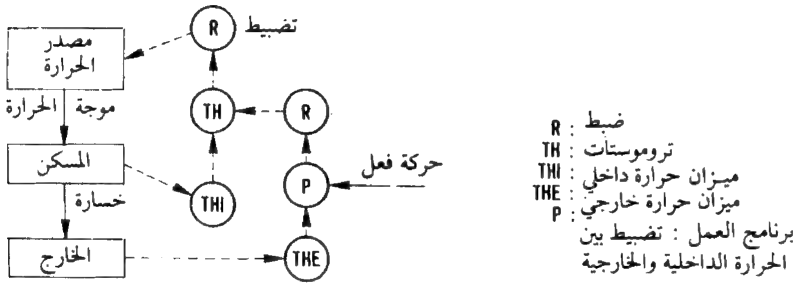 مصدر
الحرارة
R
تضبيط
موجة الحرارة
TH
R
المسكن
حركة فعل
P
THI
خسارة
الخارج
THE
R : ضبط
TH : تروموستات
THI : ميزان حرارة داخلي
THE : ميزان حرارة خارجي
P :
برنامج العمل : تضبيط بين
الحرارة الداخلية والخارجية